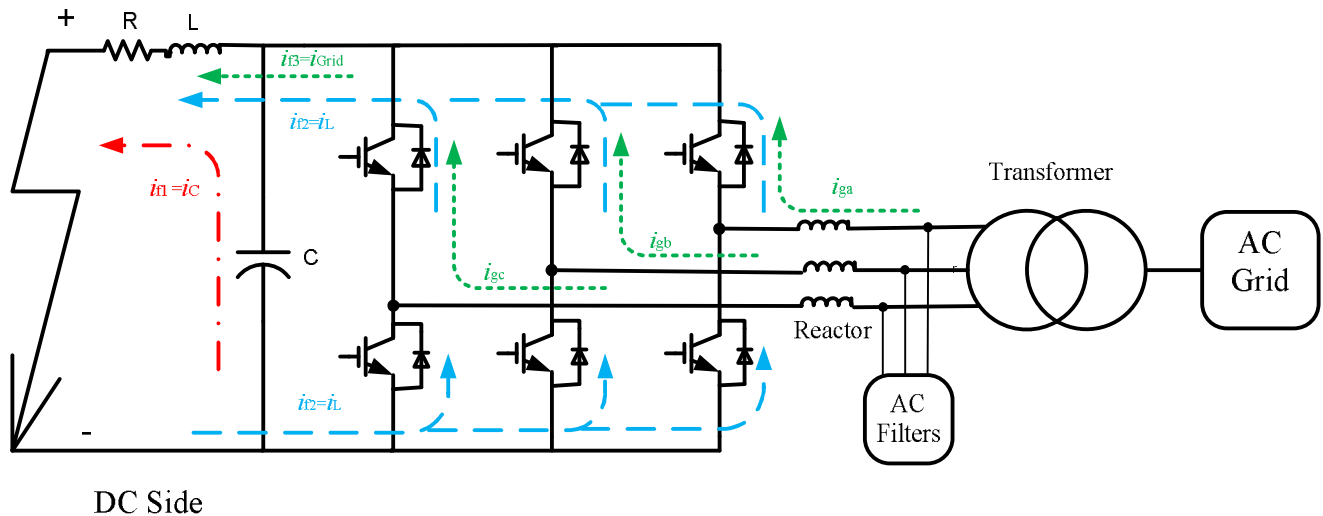 +
R
L
if3=iGrid
if2=iL
if1=iC
C
iga
igb
igc
Transformer
AC
Grid
Reactor
if2=iL
AC
Filters
-
DC Side